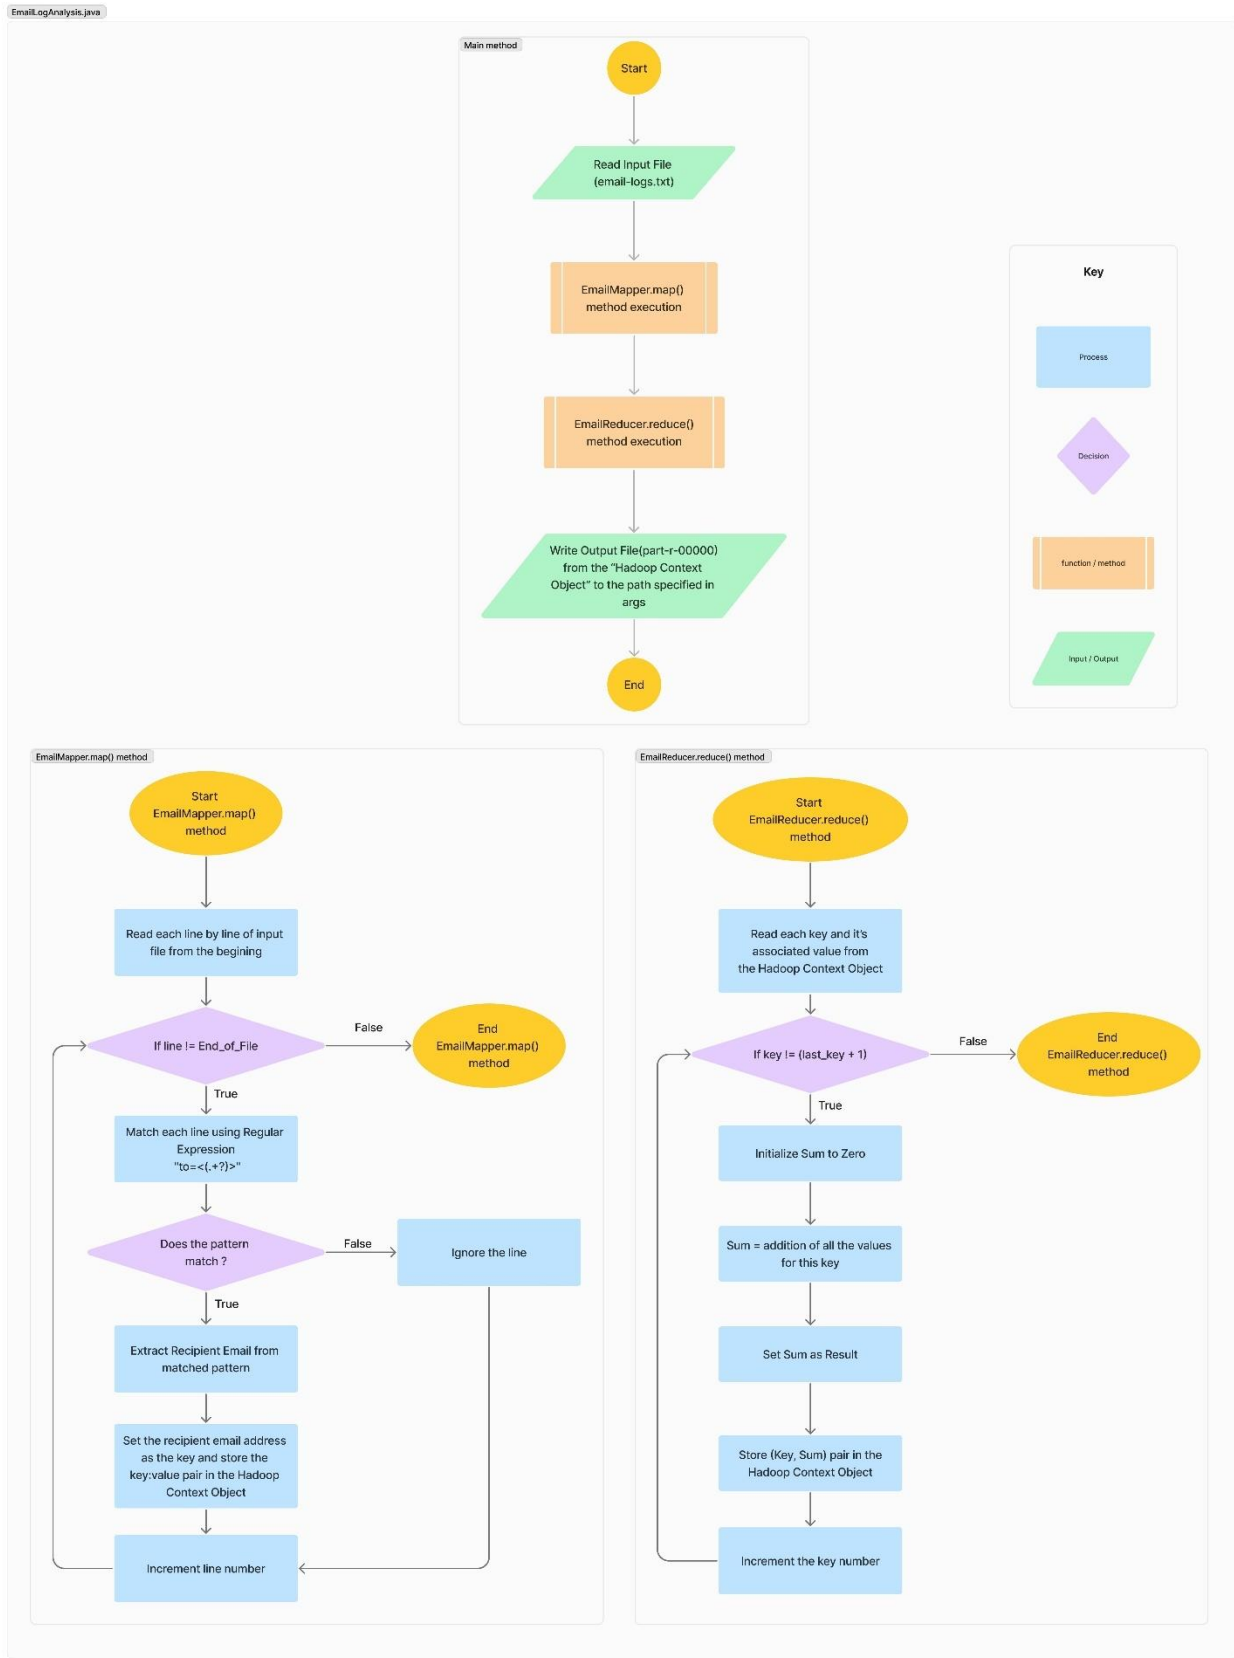 EmailLogAnalysis.java
Main method
Start
Read Input File
(email-logs.txt)
EmailMapper.map()
method execution
EmailReducer.reduce()
method execution
Write Output File(part-r-00000)
from the “Hadoop Context
Object” to the path specified in
args
End
Key
Process
Decision
function / method
Input / Output
EmailMapper.map() method
Start
EmailMapper.map()
method
Read each line by line of input
file from the begining
If line != End_of_File
False
End
EmailMapper.map()
method
True
Match each line using Regular
Expression
"to=<(.+?)>"
Does the pattern
match ?
False
Ignore the line
True
Extract Recipient Email from
matched pattern
Set the recipient email address
as the key and store the
key:value pair in the Hadoop
Context Object
Increment line number
EmailReducer.reduce() method
Start
EmailReducer.reduce()
method
Read each key and it's
associated value from
the Hadoop Context Object
If key != (last_key + 1)
False
End
EmailReducer.reduce()
method
True
Initialize Sum to Zero
Sum = addition of all the values
for this key
Set Sum as Result
Store (Key, Sum) pair in the
Hadoop Context Object
Increment the key number